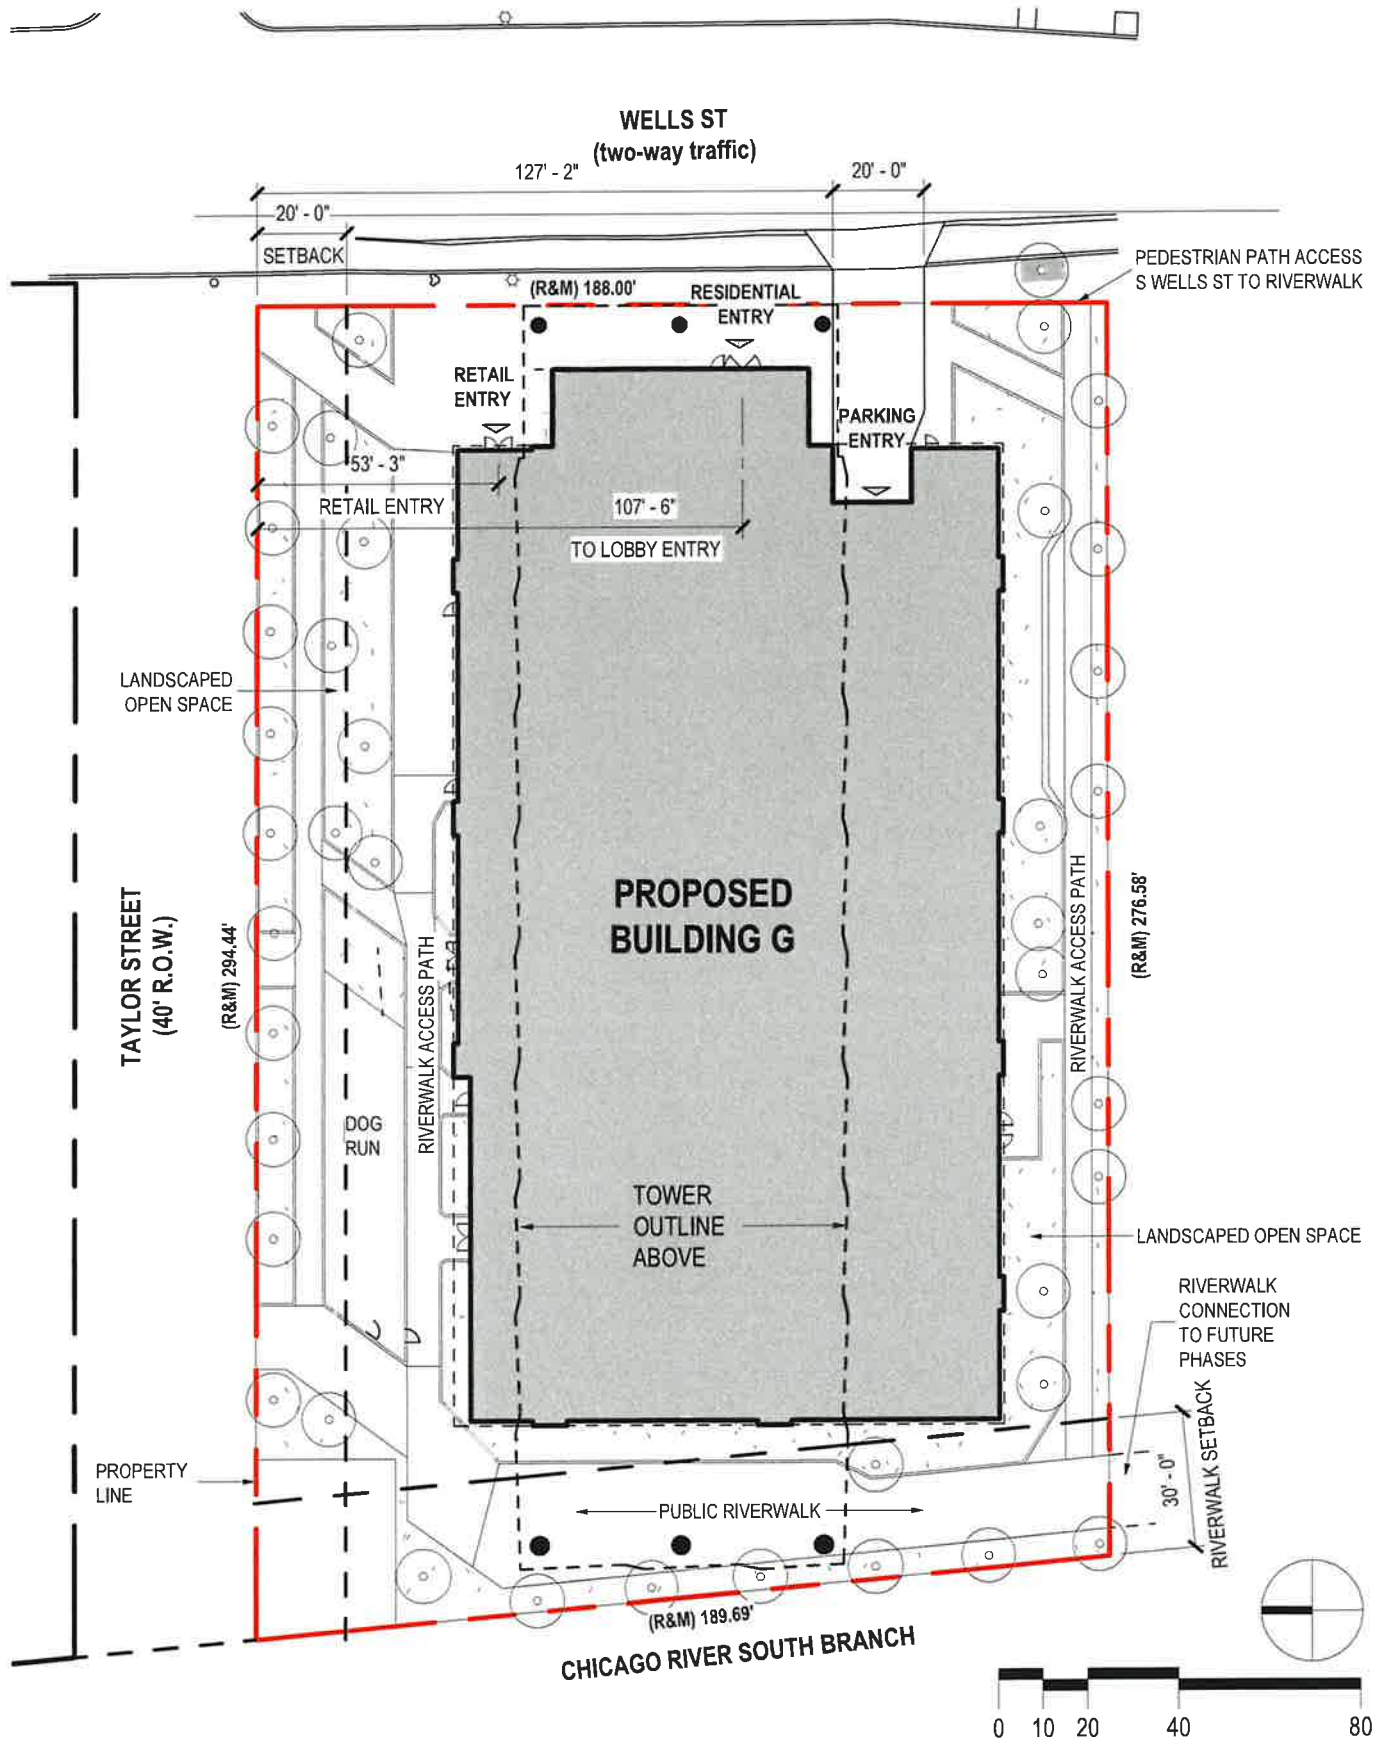 WELLS ST
(two-way traffic)
127' - 2"
20' - 0"
20' - 0"
SETBACK
PEDESTRIAN PATH ACCESS
S WELLS ST TO RIVERWALK
(R&M) 188.00'
RESIDENTIAL
ENTRY
RETAIL
ENTRY
PARKING
ENTRY
53' - 3"
RETAIL ENTRY
107' - 6"
TO LOBBY ENTRY
LANDSCAPED
OPEN SPACE
PROPOSED
BUILDING G
TAYLOR STREET
(40' R.O.W.)
(R&M) 294.44'
RIVERWALK ACCESS PATH
RIVERWALK ACCESS PATH
(R&M) 276.58'
DOG
RUN
TOWER
OUTLINE
ABOVE
LANDSCAPED OPEN SPACE
RIVERWALK
CONNECTION
TO FUTURE
PHASES
PROPERTY
LINE
PUBLIC RIVERWALK
30' - 0"
RIVERWALK SETBACK
(R&M) 189.69'
CHICAGO RIVER SOUTH BRANCH
0 10 20 40 80